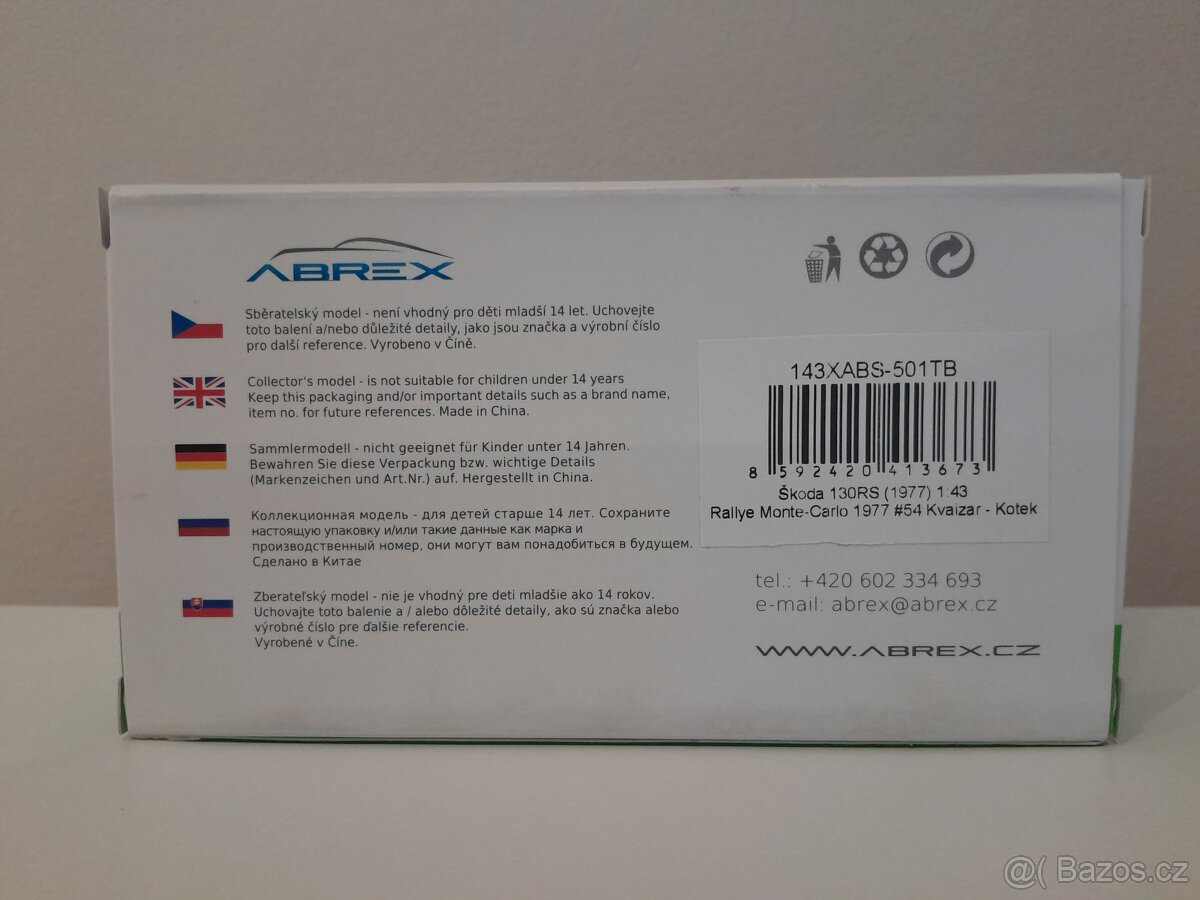 ABREX
Sběratelský model - není vhodný pro děti mladší 14 let. Uchovejte
toto balení a/nebo důležité detaily, jako jsou značka a výrobní číslo
pro další reference. Vyrobeno v Číně.
Collector's model - is not suitable for children under 14 years
Keep this packaging and/or important details such as a brand name,
item no. for future references. Made in China.
Sammlermodell - nicht geeignet für Kinder unter 14 Jahren.
Bewahren Sie diese Verpackung bzw. wichtige Details
(Markenzeichen und Art.Nr.) auf. Hergestellt in China.
Коллекционная модель - для детей старше 14 лет. Сохраните
настоящую упаковку и/или такие данные как марка и
производственный номер, они могут вам понадобиться в будущем.
Сделано в Китае
Zberateľský model - nie je vhodný pre deti mladšie ako 14 rokov.
Uchovajte toto balenie a / alebo dôležité detaily, ako sú značka alebo
výrobné číslo pre ďalšie referencie.
Vyrobené v Číne.
143XABS-501TB
8 592420 413673
Škoda 130RS (1977) 1:43
Rallye Monte-Carlo 1977 #54 Kvaizar - Kotek
tel.: +420 602 334 693
e-mail: abrex@abrex.cz
WWW.ABREX.CZ
@( Bazos.cz